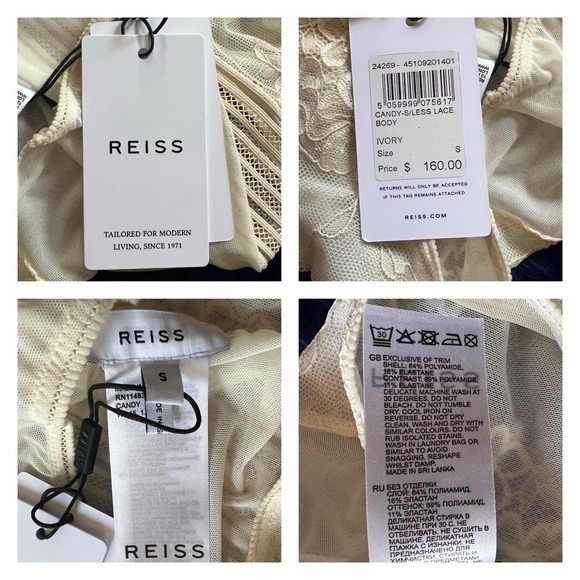 REISS
TAILORED FOR MODERN
LIVING, SINCE 1971
24269 - 45109201401
5 059999 075617
CANDY-S/LESS LACE
BODY
IVORY
Size S
Price $ 160.00
RETURNS WILL ONLY BE ACCEPTED
IF THIS TAG REMAINS ATTACHED
REISS.COM
REISS
S
RN11483
CANDY
REISS
30
GB EXCLUSIVE OF TRIM
SHELL: 84% POLYAMIDE,
16% ELASTANE
CONTRAST: 89% POLYAMIDE,
11% ELASTANE
DELICATE MACHINE WASH AT
30 DEGREES. DO NOT
BLEACH. DO NOT TUMBLE
DRY. COOL IRON ON
REVERSE. DO NOT DRY
CLEAN. WASH AND DRY WITH
SIMILAR COLOURS. DO NOT
RUB ISOLATED STAINS.
WASH IN LAUNDRY BAG OR
SIMILAR TO AVOID
SNAGGING. RESHAPE
WHILST DAMP.
MADE IN SRI LANKA
RU БЕЗ ОТДЕЛКИ
СЛОЙ: 84% ПОЛИАМИД,
16% ЭЛАСТАН
ОТТЕНОК: 89% ПОЛИАМИД,
11% ЭЛАСТАН
ДЕЛИКАТНАЯ СТИРКА В
МАШИНЕ ПРИ 30 С. НЕ
ОТБЕЛИВАТЬ. НЕ СУШИТЬ В
МАШИНЕ. ДЕЛИКАТНАЯ
ГЛАЖКА С ИЗНАНКИ. НЕ
ПРЕДНАЗНАЧЕНО ДЛЯ